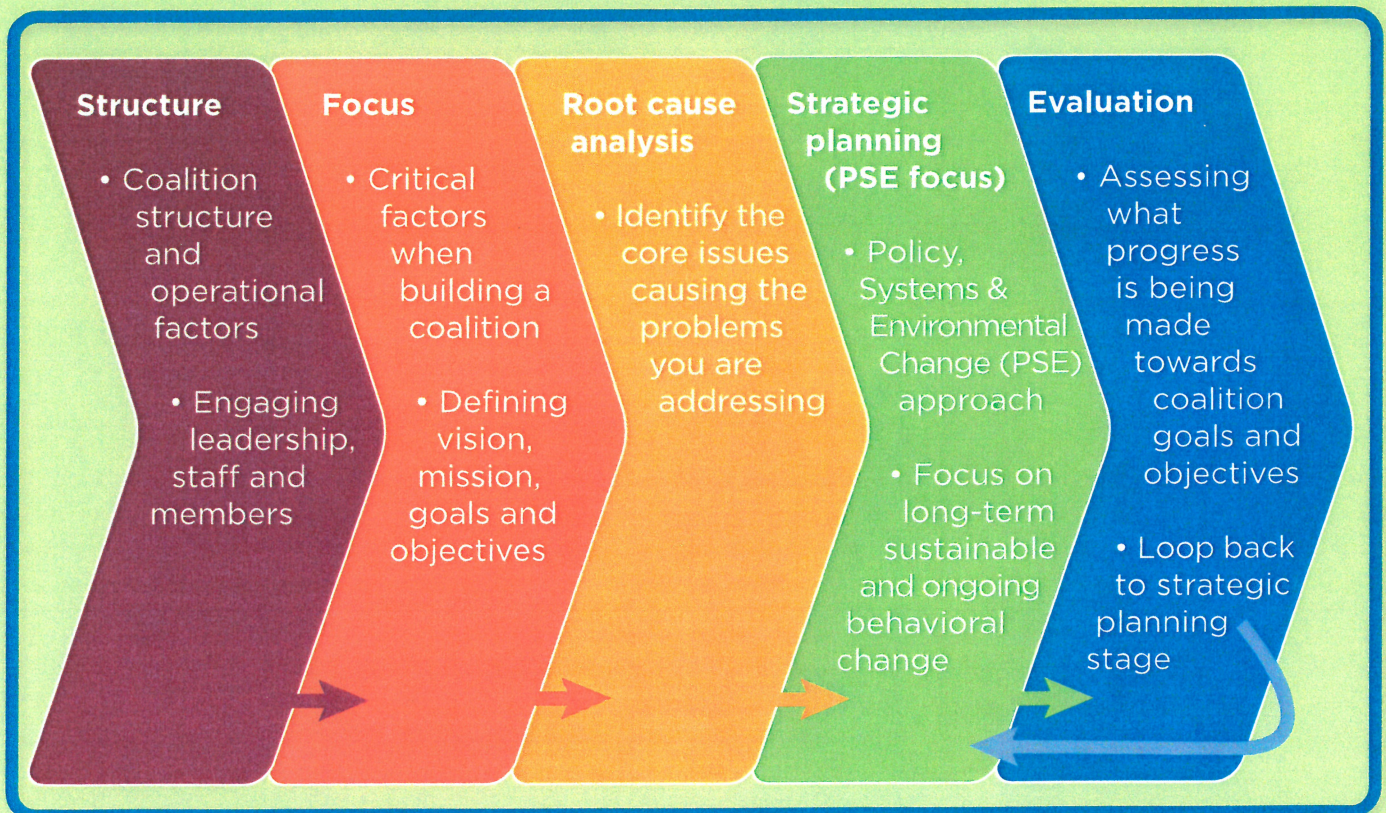 Structure
• Coalition
structure
and
operational
factors
• Engaging
leadership,
staff and
members
Focus
• Critical
factors
when
building a
coalition
• Defining
vision,
mission,
goals and
objectives
Root cause
analysis
• Identify the
core issues
causing the
problems
you are
addressing
Strategic
planning
(PSE focus)
• Policy,
Systems &
Environmental
Change (PSE)
approach
• Focus on
long-term
sustainable
and ongoing
behavioral
change
Evaluation
• Assessing
what
progress
is being
made
towards
coalition
goals and
objectives
• Loop back
to strategic
planning
stage